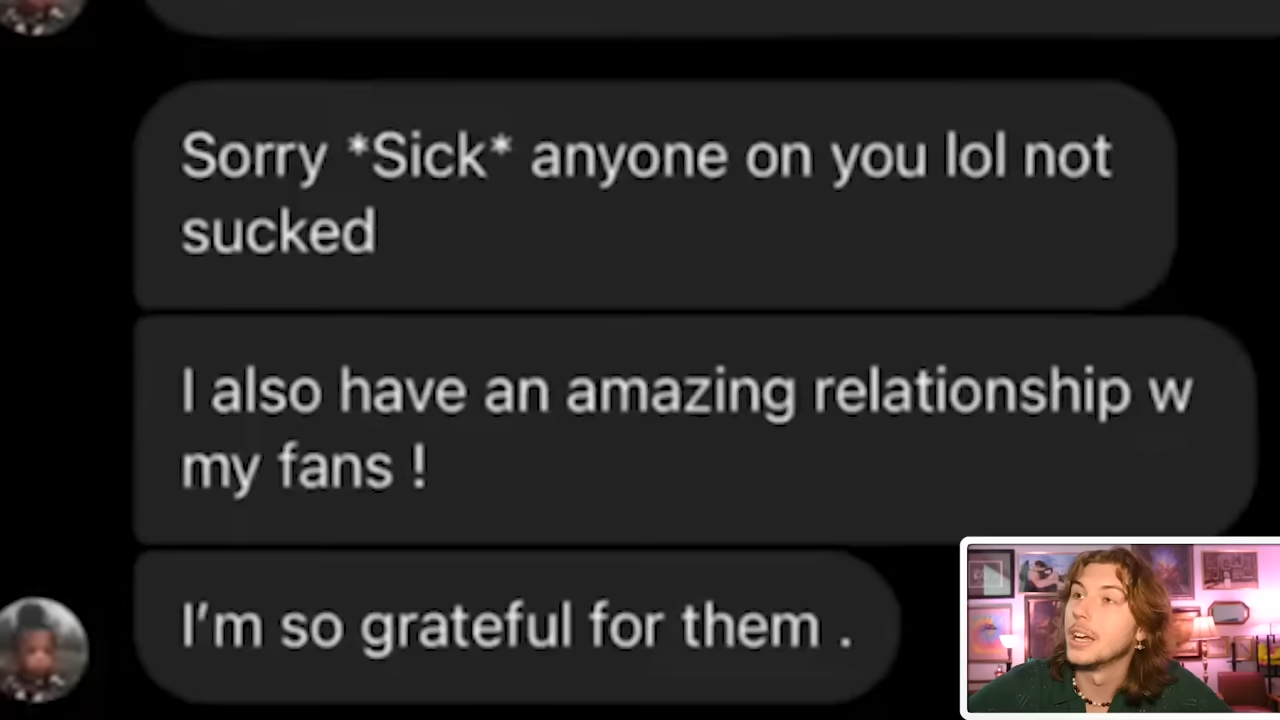 Sorry *Sick* anyone on you lol not
sucked
I also have an amazing relationship w
my fans !
I'm so grateful for them .